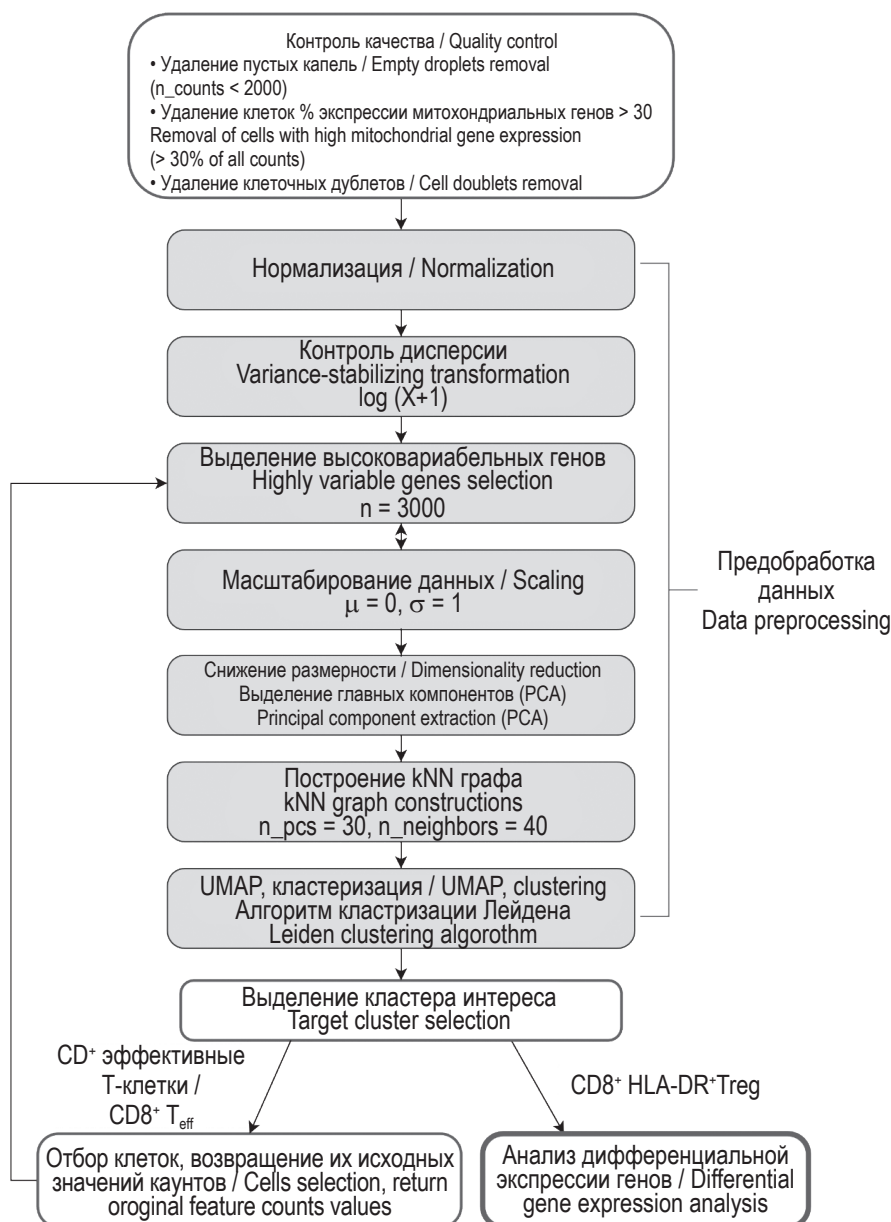 Контроль качества / Quality control
• Удаление пустых капель / Empty droplets removal
(n_counts < 2000)
• Удаление клеток % экспрессии митохондриальных генов > 30
Removal of cells with high mitochondrial gene expression
(> 30% of all counts)
• Удаление клеточных дублетов / Cell doublets removal
Нормализация / Normalization
Контроль дисперсии
Variance-stabilizing transformation
log (X+1)
Выделение высоковариабельных генов
Highly variable genes selection
n = 3000
Масштабирование данных / Scaling
μ = 0, σ = 1
Снижение размерности / Dimensionality reduction
Выделение главных компонентов (PCA)
Principal component extraction (PCA)
Построение kNN графа
kNN graph constructions
n_pcs = 30, n_neighbors = 40
UMAP, кластеризация / UMAP, clustering
Алгоритм кластризации Лейдена
Leiden clustering algorothm
Предобработка
данных
Data preprocessing
Выделение кластера интереса
Target cluster selection
CD⁺ эффективные
Т-клетки /
CD8⁺ T_eff
CD8⁺ HLA-DR⁺Treg
Отбор клеток, возвращение их исходных
значений каунтов / Cells selection, return
oroginal feature counts values
Анализ дифференциальной
экспрессии генов / Differential
gene expression analysis